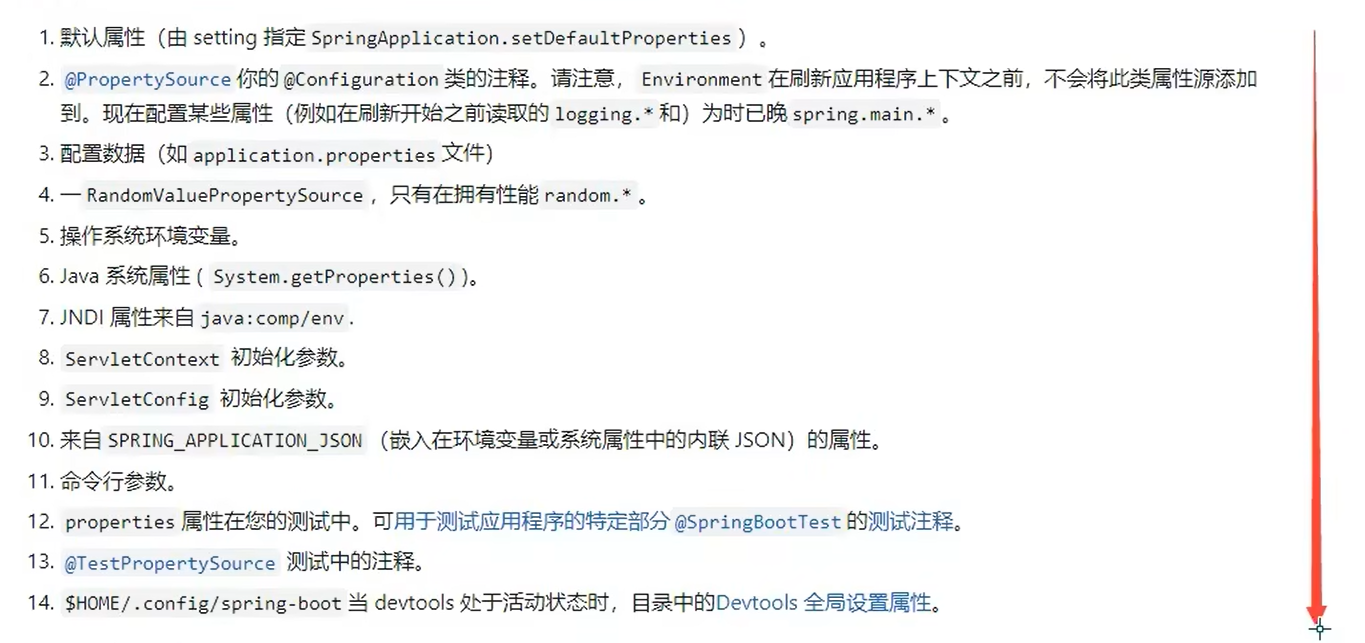 1. 默认属性（由 setting 指定 SpringApplication.setDefaultProperties ）。
2. @PropertySource 你的 @Configuration 类的注释。请注意， Environment 在刷新应用程序上下文之前，不会将此类属性源添加
到。现在配置某些属性（例如在刷新开始之前读取的 logging.* 和）为时已晚 spring.main.* 。
3. 配置数据（如 application.properties 文件）
4. 一 RandomValuePropertySource ，只有在拥有性能 random.* 。
5. 操作系统环境变量。
6. Java 系统属性 ( System.getProperties() )。
7. JNDI 属性来自 java:comp/env .
8. ServletContext 初始化参数。
9. ServletConfig 初始化参数。
10. 来自 SPRING_APPLICATION_JSON （嵌入在环境变量或系统属性中的内联 JSON）的属性。
11. 命令行参数。
12. properties 属性在您的测试中。可用于测试应用程序的特定部分 @SpringBootTest 的测试注释。
13. @TestPropertySource 测试中的注释。
14. $HOME/.config/spring-boot 当 devtools 处于活动状态时，目录中的Devtools 全局设置属性。